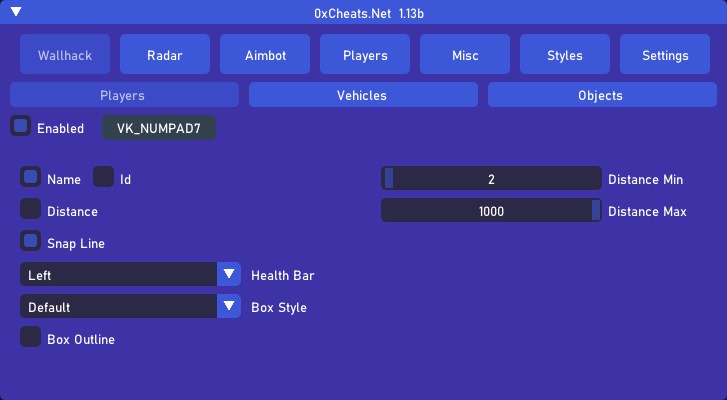 0xCheats.Net 1.13b
Wallhack Radar Aimbot Players Misc Styles Settings
Players Vehicles Objects
Enabled VK_NUMPAD7
Name Id 2 Distance Min
Distance 1000 Distance Max
Snap Line
Left Health Bar
Default Box Style
Box Outline